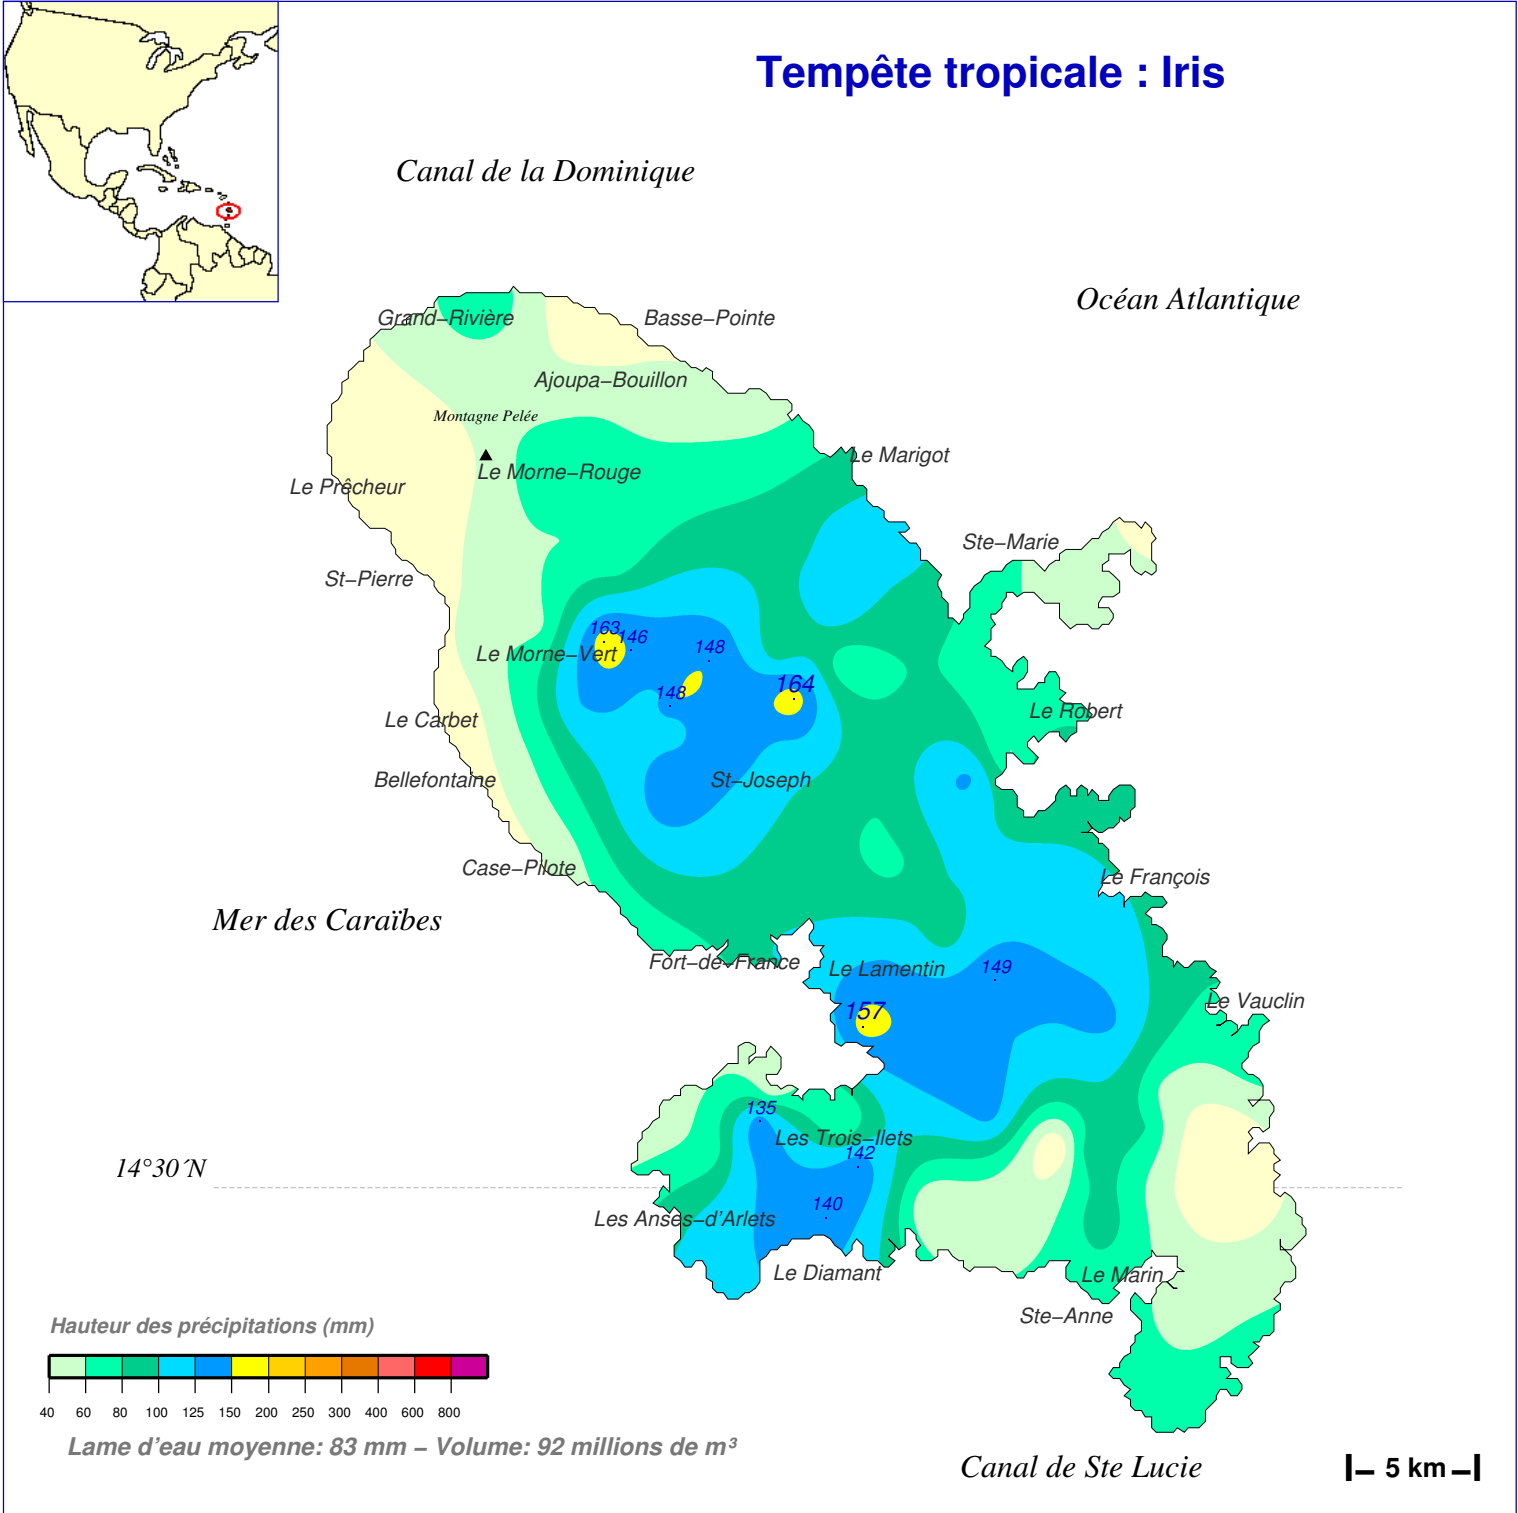 Tempête tropicale : Iris
Canal de la Dominique
Océan Atlantique
Grand−Rivière
Basse−Pointe
Ajoupa−Bouillon
Montagne Pelée
Le Marigot
Le Morne−Rouge
Le Prêcheur
Ste−Marie
St−Pierre
163
146
148
Le Morne−Vert
164
148
Le Robert
Le Carbet
Bellefontaine
St−Joseph
Case−Pilote
Le François
Mer des Caraïbes
Fort−de−France
Le Lamentin
149
Le Vauclin
157
135
Les Trois−Ilets
142
14°30´N
140
Les Anses−d'Arlets
Le Diamant
Le Marin
Ste−Anne
Hauteur des précipitations (mm)
40 60 80 100 125 150 200 250 300 400 600 800
Lame d'eau moyenne: 83 mm − Volume: 92 millions de m³
Canal de Ste Lucie
5 km